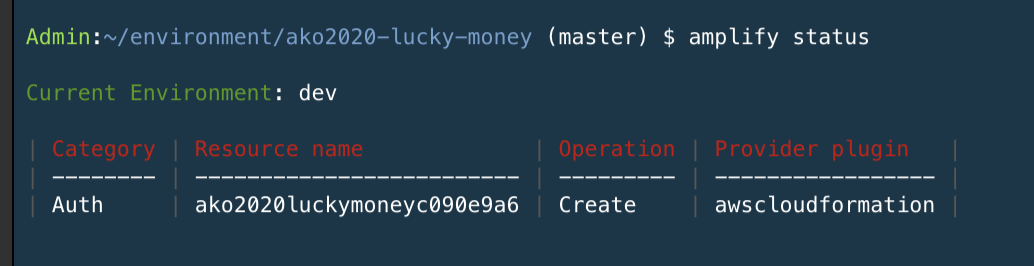 Admin:~/environment/ako2020-lucky-money (master) $ amplify status
Current Environment: dev
| Category | Resource name            | Operation | Provider plugin   |
| -------- | ------------------------- | --------- | ----------------- |
| Auth     | ako2020luckymoneyc090e9a6 | Create    | awscloudformation |